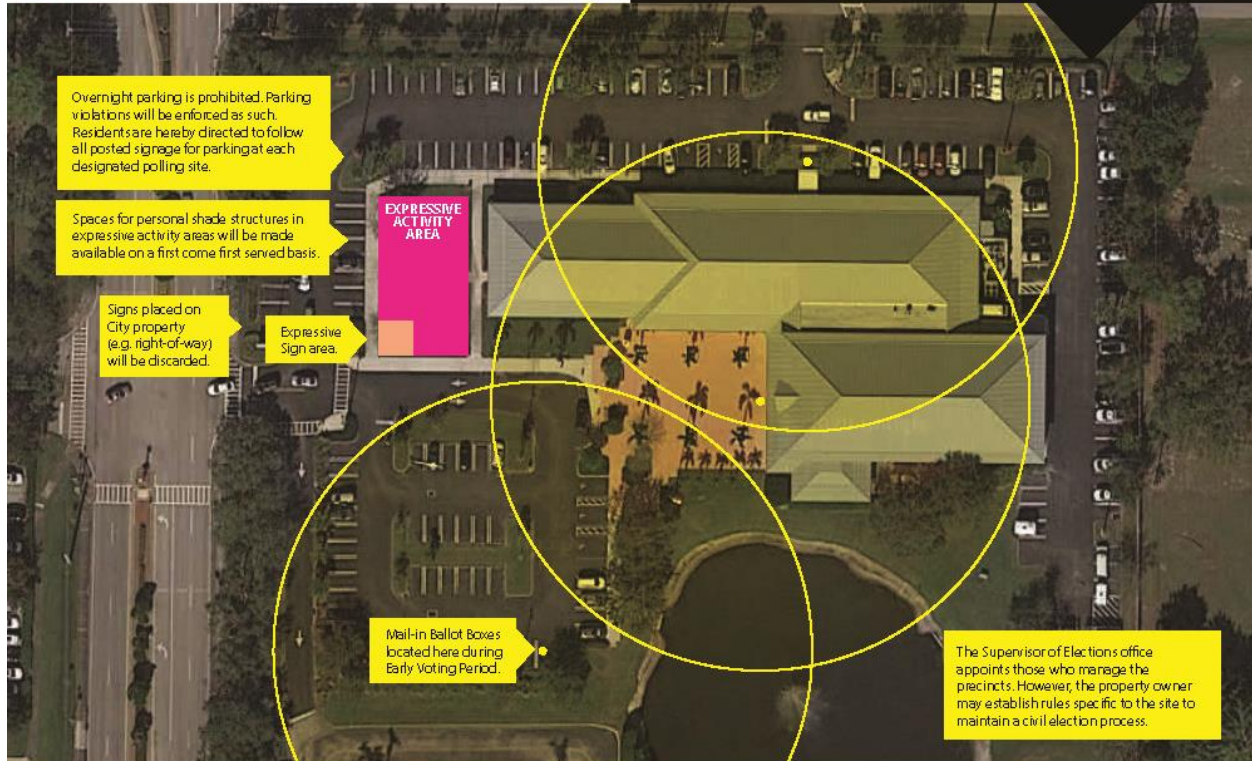 Overnight parking is prohibited. Parking
violations will be enforced as such.
Residents are hereby directed to follow
all posted signage for parking at each
designated polling site.
EXPRESSIVE
ACTIVITY
AREA
Spaces for personal shade structures in
expressive activity areas will be made
available on a first come first served basis.
Signs placed on
City property
(e.g. right-of-way)
will be discarded.
Expressive
Sign area.
Mail-in Ballot Boxes
located here during
Early Voting Period.
The Supervisor of Elections office
appoints those who manage the
precincts. However, the property owner
may establish rules specific to the site to
maintain a civil election process.